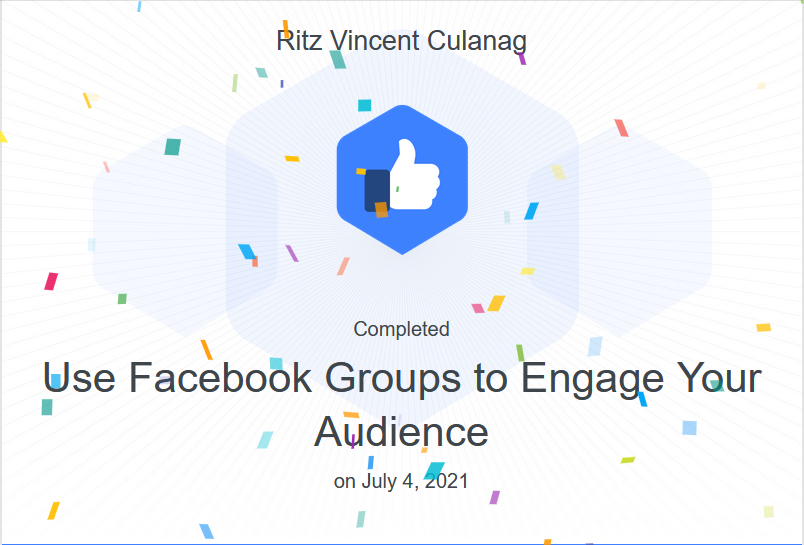 Ritz Vincent Culanag
Completed
Use Facebook Groups to Engage Your
Audience
on July 4, 2021